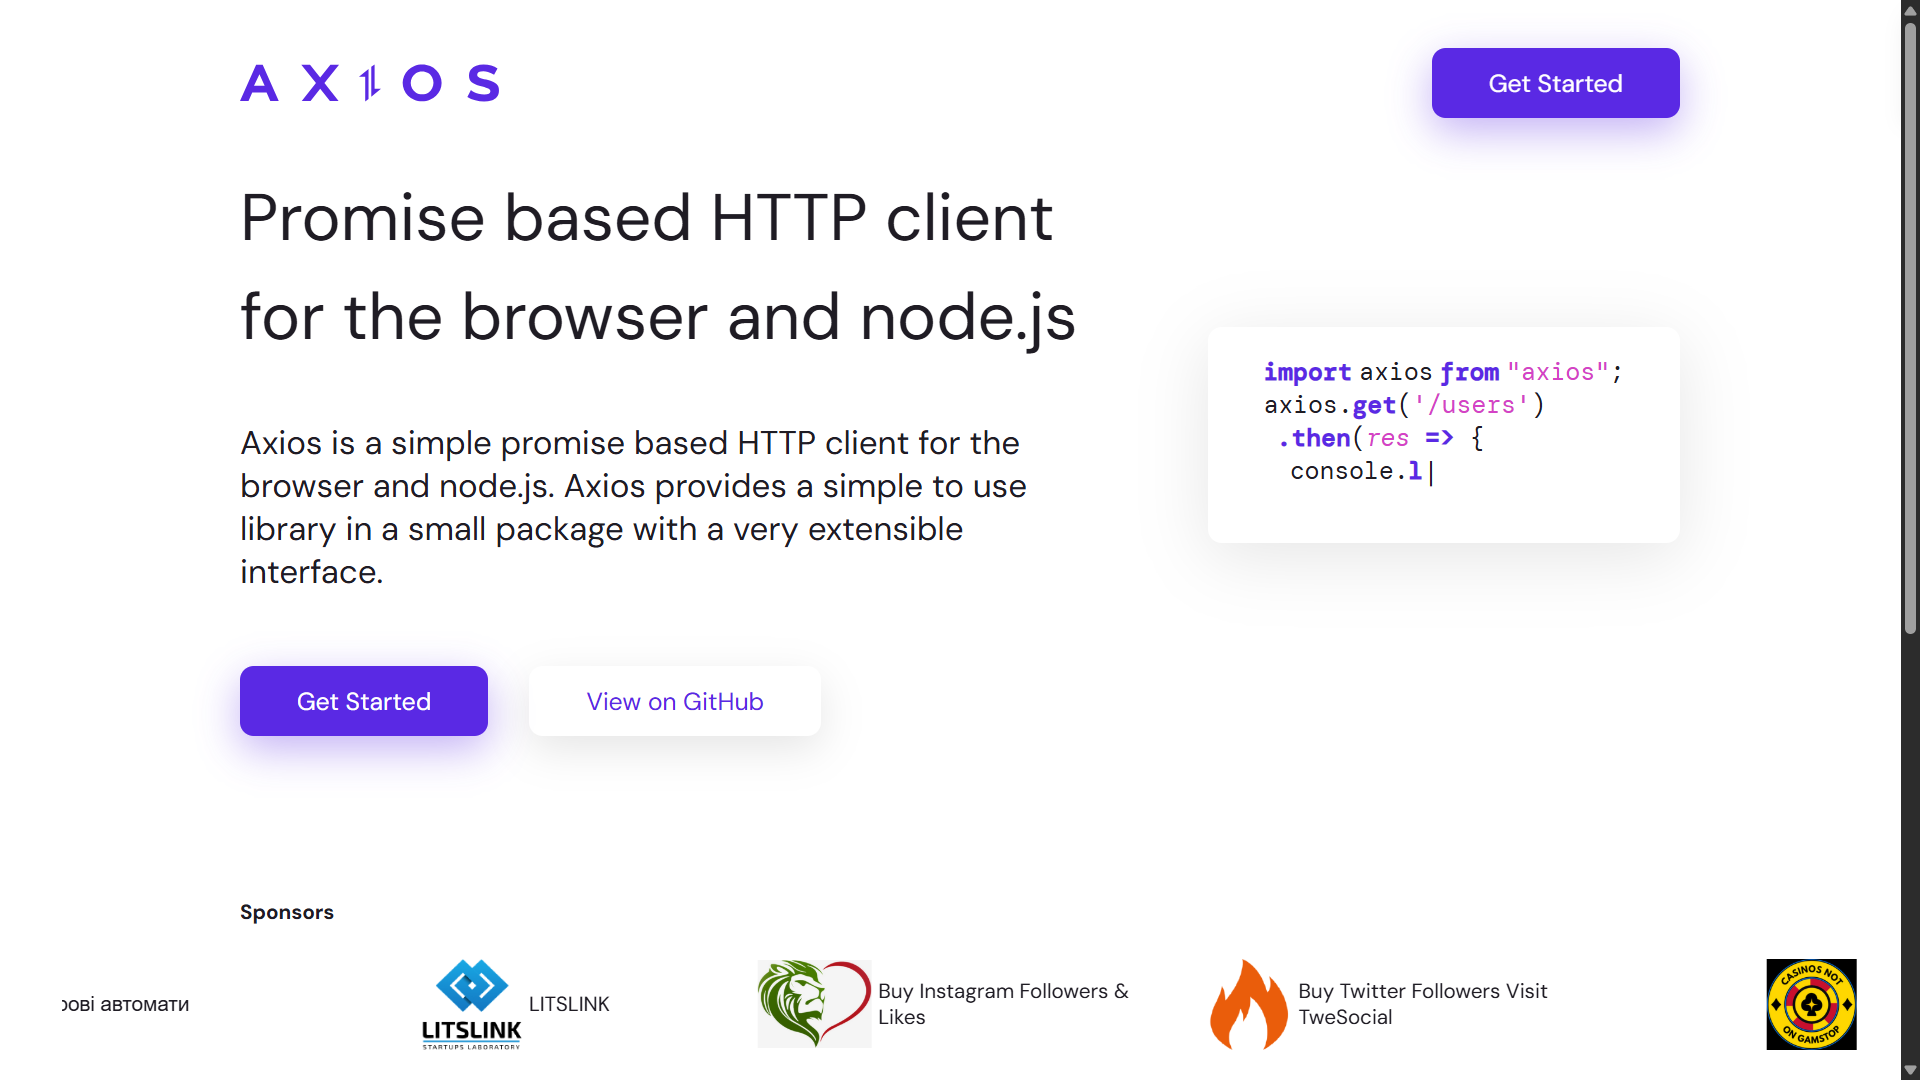 AXIOS
Get Started
Promise based HTTP client
for the browser and node.js
Axios is a simple promise based HTTP client for the
browser and node.js. Axios provides a simple to use
library in a small package with a very extensible
interface.
import axios from "axios";
axios.get('/users')
.then(res => {
console.l|
Get Started
View on GitHub
Sponsors
автомати
LITSLINK
STARTUPS LABORATORY
LITSLINK
Buy Instagram Followers &
Likes
Buy Twitter Followers Visit
TweSocial
CASINOS NOT
ON GAMSTOP